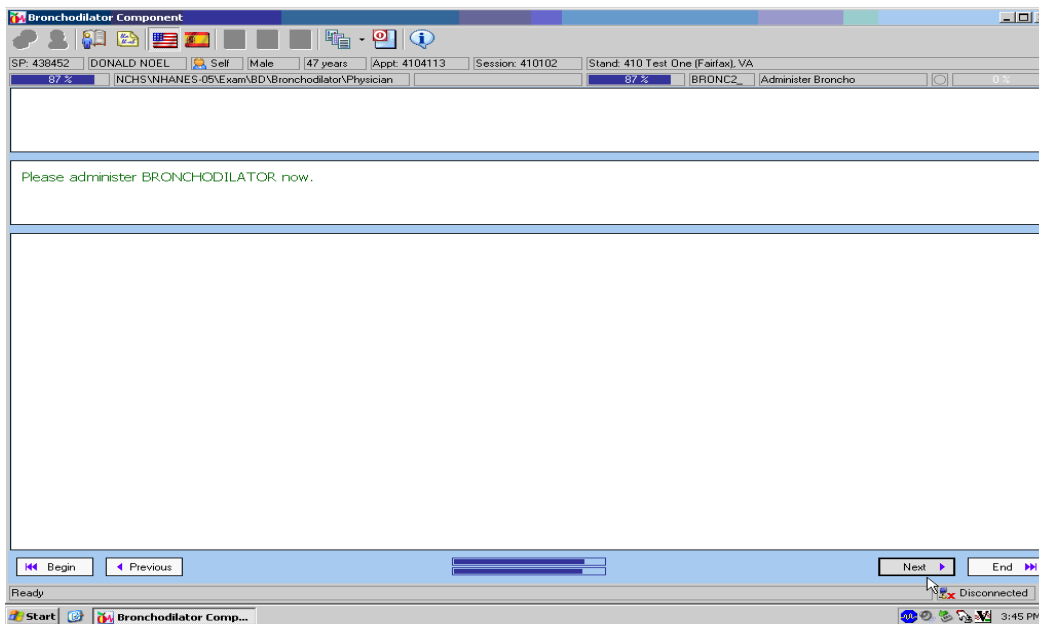 Bronchodilator Component
SP: 438452 DONALD NOEL Self Male 47 years Appt: 4104113 Session: 410102 Stand: 410 Test One (Fairfax), VA
87 % NCHS\NHANES-05\Exam\BD\Bronchodilator\Physician 87 % BRONC2_ Administer Broncho 0 %
Please administer BRONCHODILATOR now.
Begin Previous Next End
Ready Disconnected
Start Bronchodilator Comp... 3:45 PM